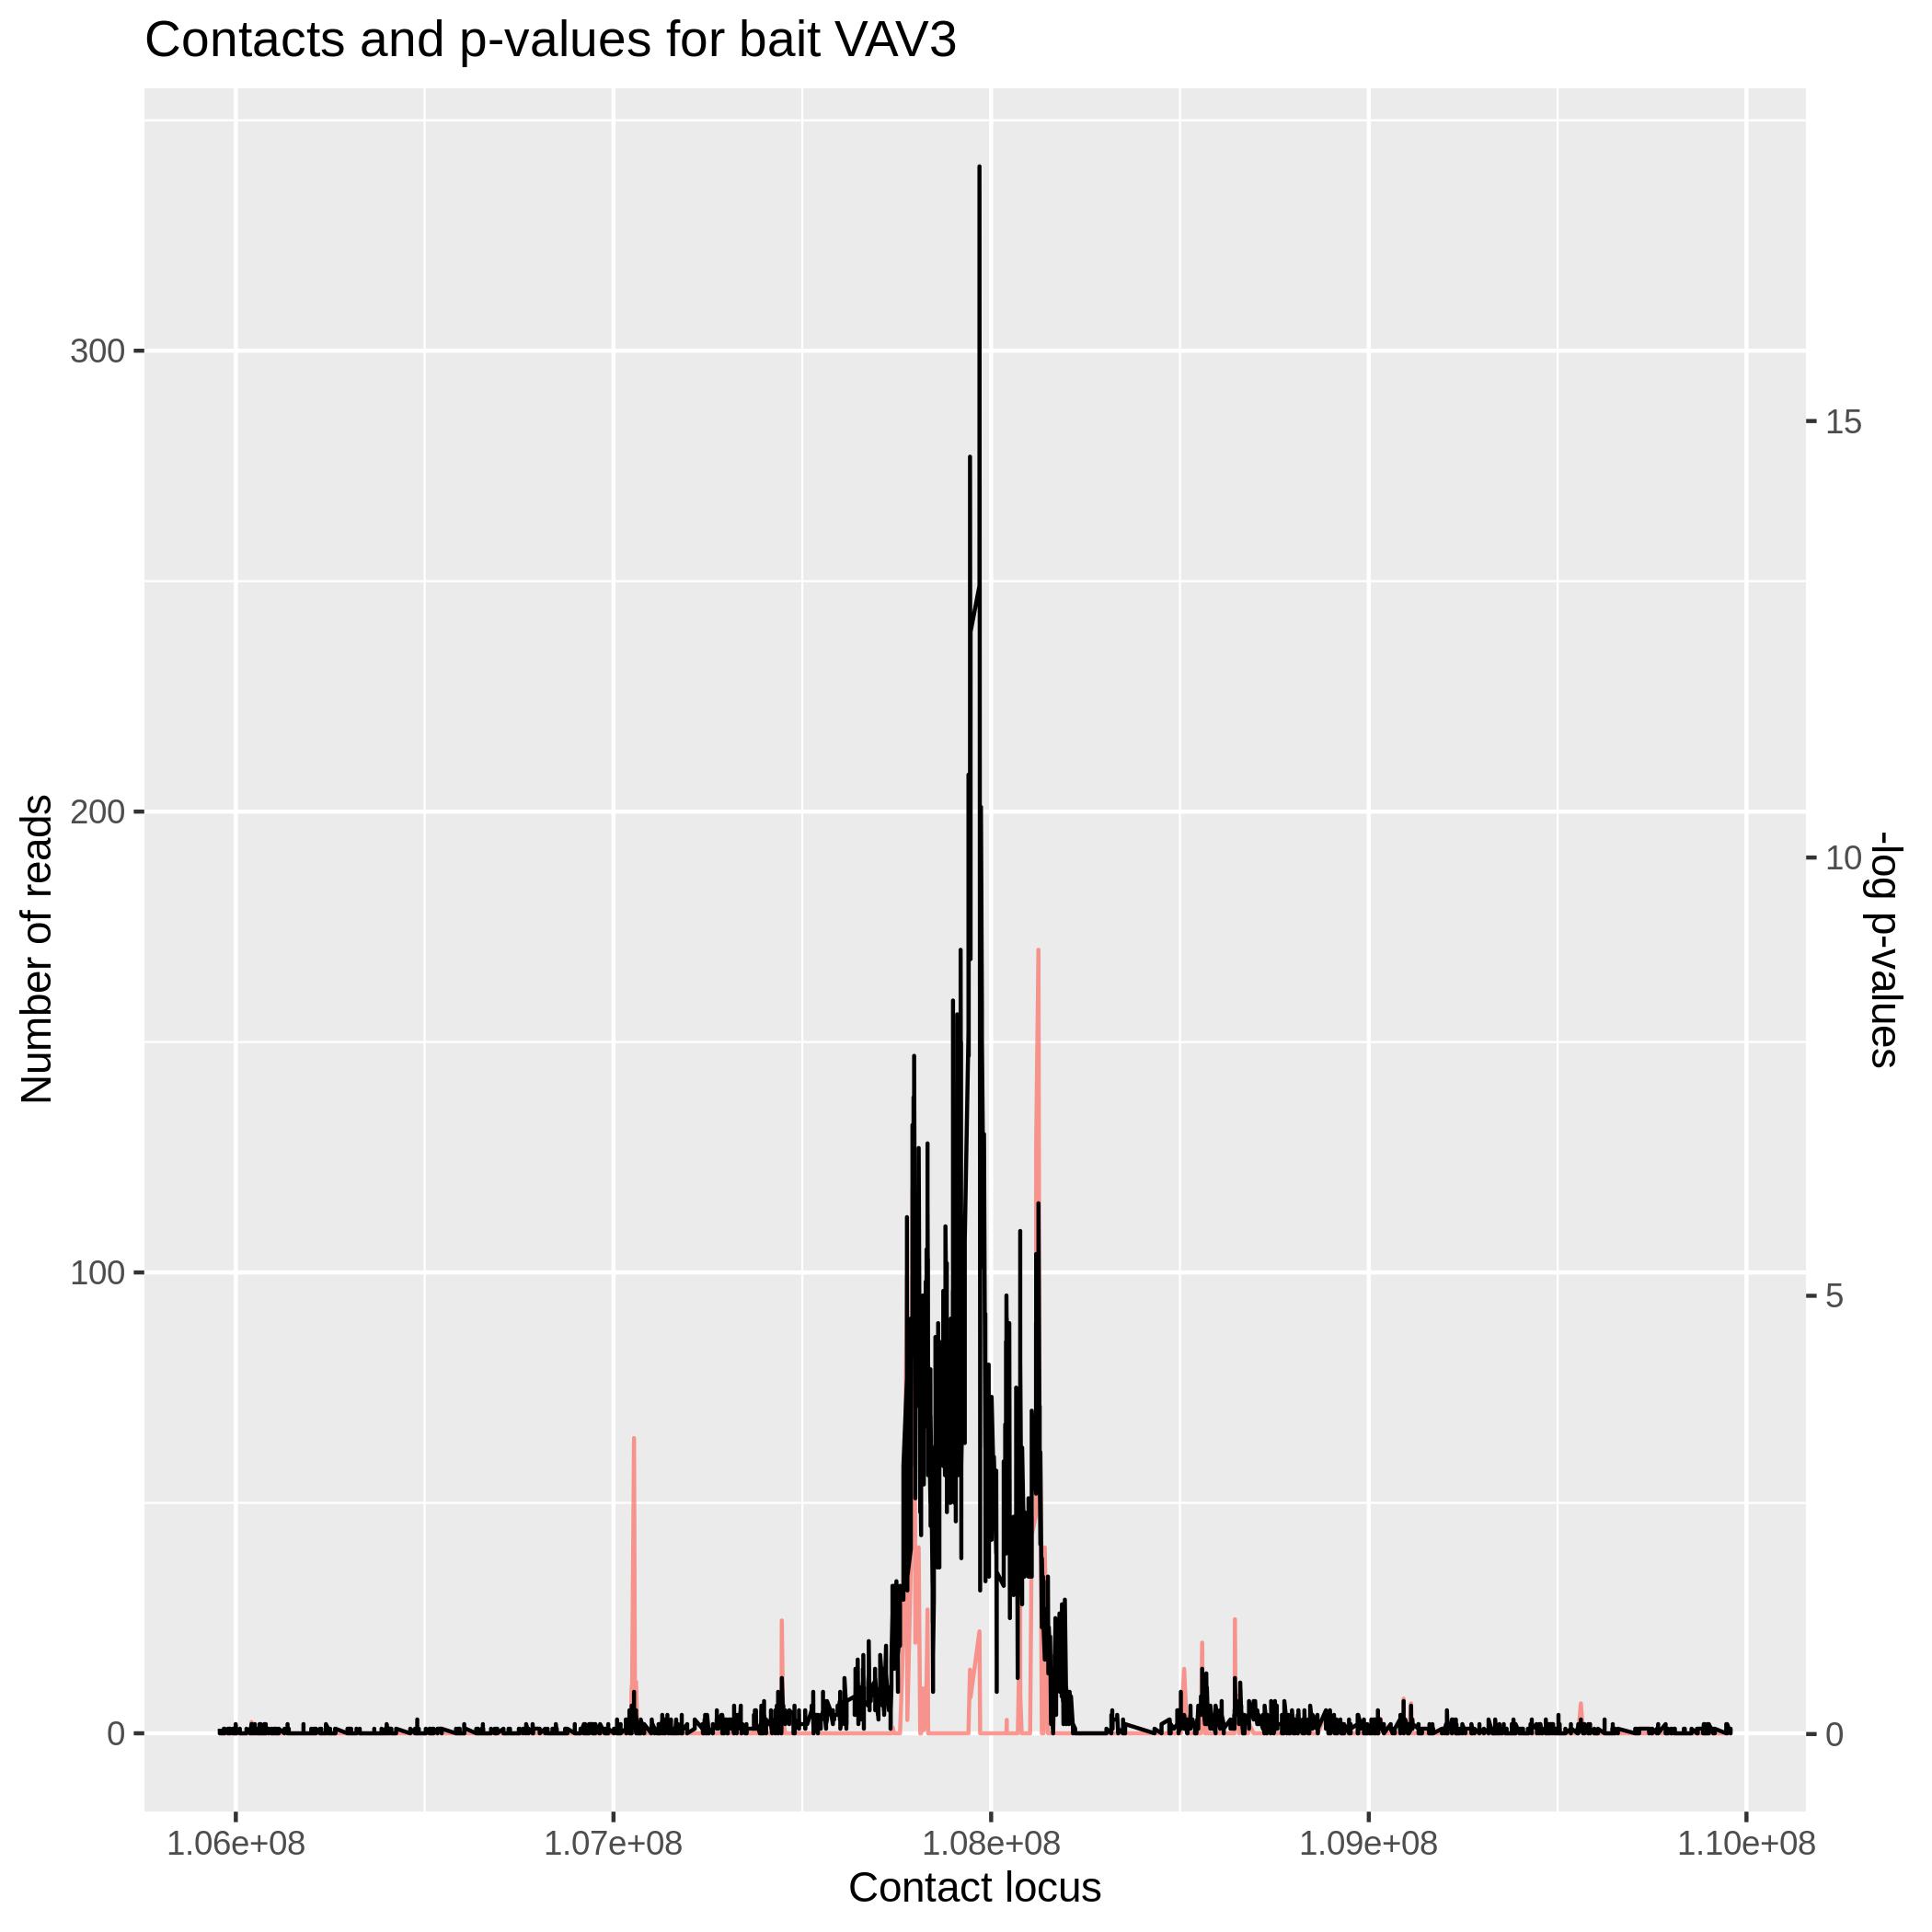 Contacts and p-values for bait VAV3
300
200
100
0
Number of reads
15
10
5
0
-log p-values
1.06e+08
1.07e+08
1.08e+08
1.09e+08
1.10e+08
Contact locus